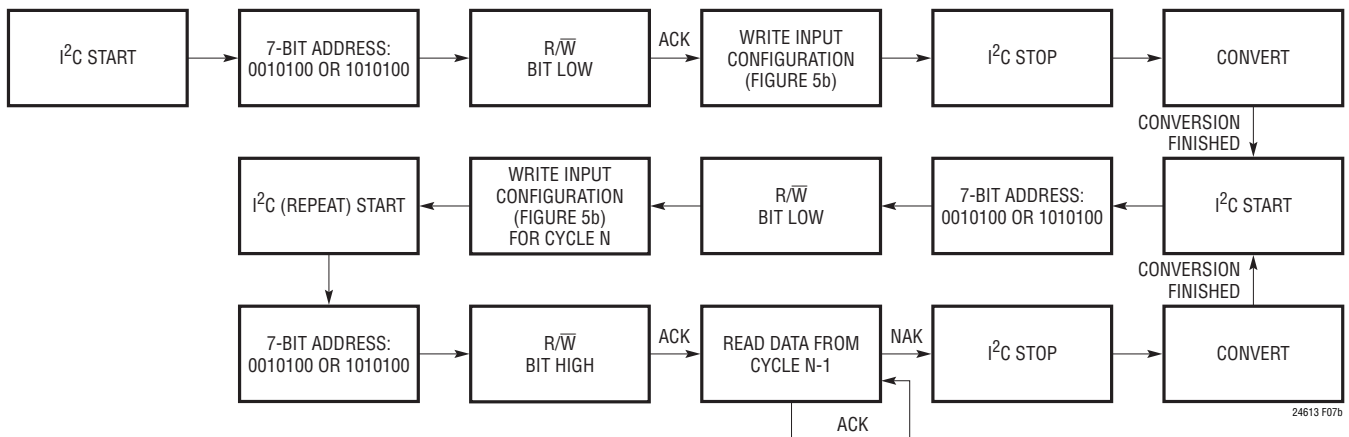 I²C START
7-BIT ADDRESS:
0010100 OR 1010100
R/W̅
BIT LOW
ACK
WRITE INPUT
CONFIGURATION
(FIGURE 5b)
I²C STOP
CONVERT
CONVERSION
FINISHED
I²C (REPEAT) START
WRITE INPUT
CONFIGURATION
(FIGURE 5b)
FOR CYCLE N
R/W̅
BIT LOW
7-BIT ADDRESS:
0010100 OR 1010100
I²C START
CONVERSION
FINISHED
7-BIT ADDRESS:
0010100 OR 1010100
R/W̅
BIT HIGH
ACK
READ DATA FROM
CYCLE N-1
NAK
I²C STOP
CONVERT
ACK
24613 F07b